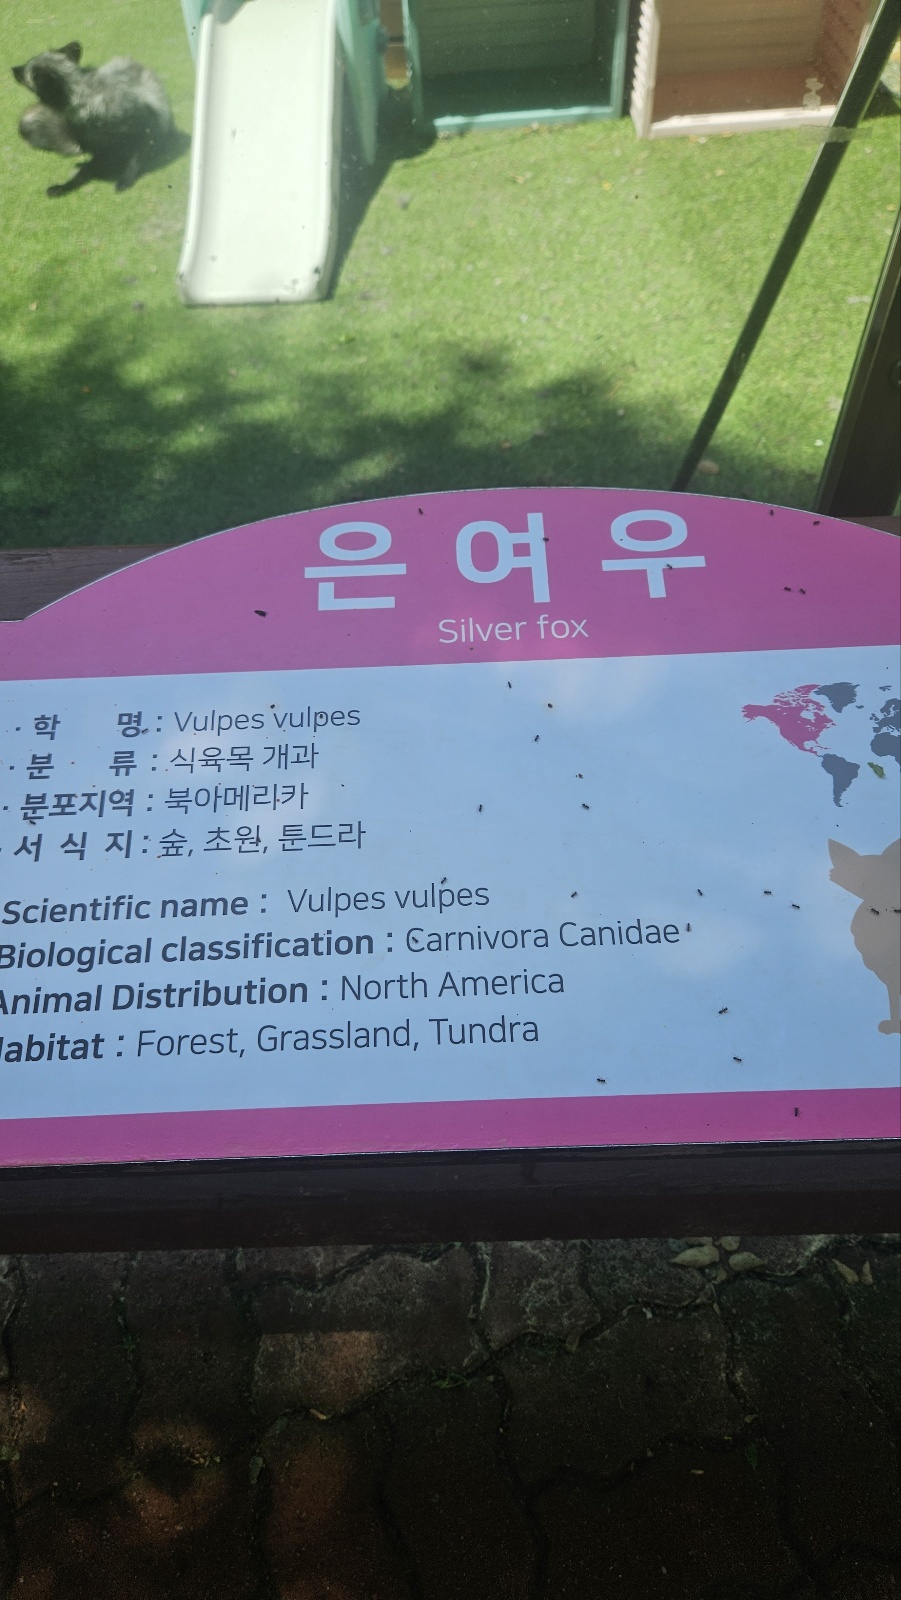 은여우
Silver fox
· 학 명 : Vulpes vulpes
· 분 류 : 식육목 개과
· 분포지역 : 북아메리카
· 서 식 지 : 숲, 초원, 툰드라
Scientific name : Vulpes vulpes
Biological classification : Carnivora Canidae
Animal Distribution : North America
Habitat : Forest, Grassland, Tundra